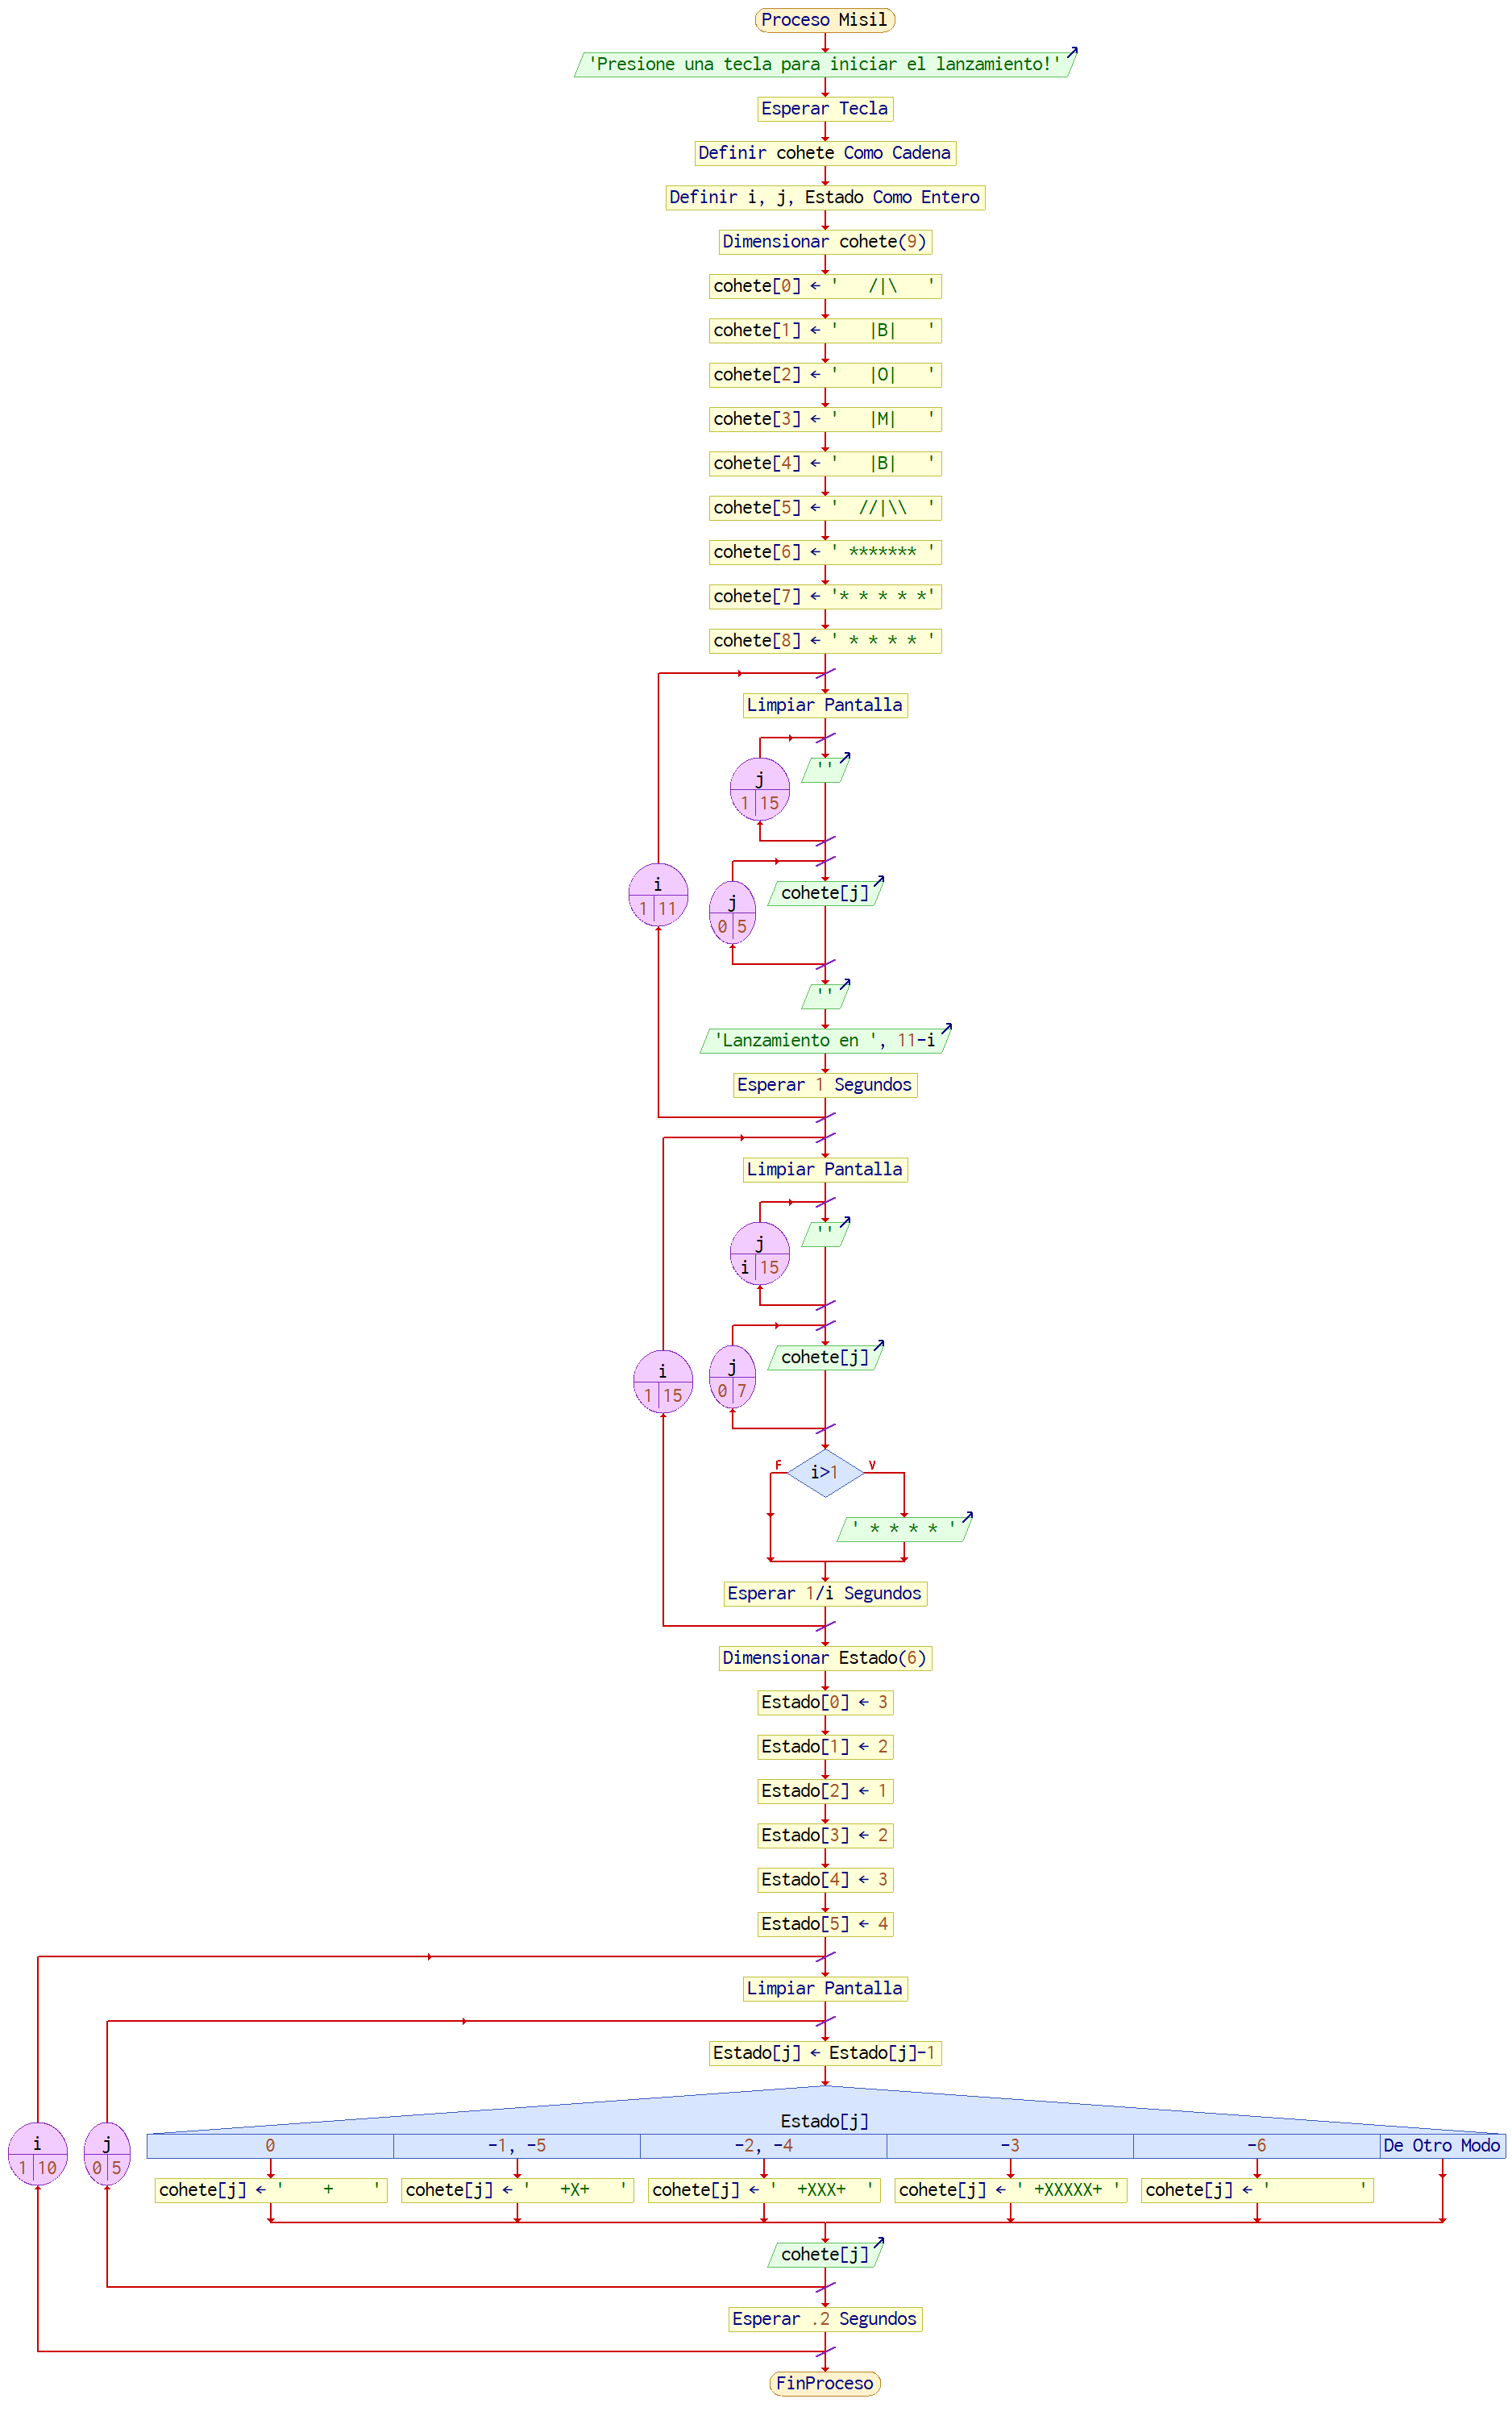 Proceso Misil
'Presione una tecla para iniciar el lanzamiento!'
Esperar Tecla
Definir cohete Como Cadena
Definir i, j, Estado Como Entero
Dimensionar cohete(9)
cohete[0] ← '   /|\   '
cohete[1] ← '   |B|   '
cohete[2] ← '   |O|   '
cohete[3] ← '   |M|   '
cohete[4] ← '   |B|   '
cohete[5] ← '  //|\\  '
cohete[6] ← ' ******* '
cohete[7] ← '* * * * *'
cohete[8] ← ' * * * * '
Limpiar Pantalla
''
j
1 15
i
1 11
cohete[j]
j
0 5
''
'Lanzamiento en ', 11-i
Esperar 1 Segundos
Limpiar Pantalla
''
j
i 15
i
1 15
cohete[j]
j
0 7
F i>1 V
' * * * * '
Esperar 1/i Segundos
Dimensionar Estado(6)
Estado[0] ← 3
Estado[1] ← 2
Estado[2] ← 1
Estado[3] ← 2
Estado[4] ← 3
Estado[5] ← 4
Limpiar Pantalla
Estado[j] ← Estado[j]-1
Estado[j]
i
1 10
j
0 5
0 -1, -5 -2, -4 -3 -6 De Otro Modo
cohete[j] ← '    +    ' cohete[j] ← '   +X+   ' cohete[j] ← '  +XXX+  ' cohete[j] ← ' +XXXXX+ ' cohete[j] ← '         '
cohete[j]
Esperar .2 Segundos
FinProceso